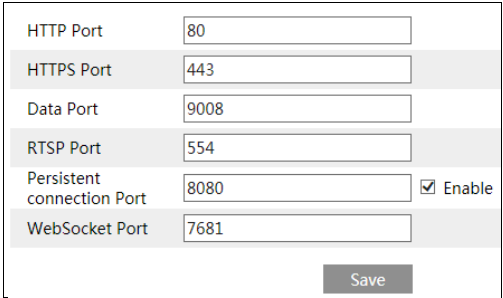 HTTP Port 80
HTTPS Port 443
Data Port 9008
RTSP Port 554
Persistent
connection Port 8080 Enable
WebSocket Port 7681
Save